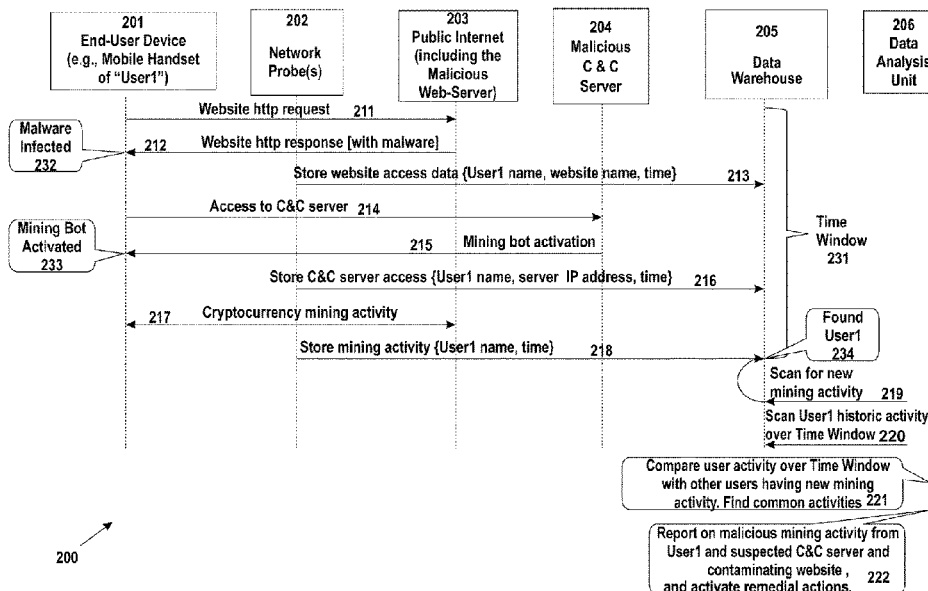 201
End-User Device
(e.g., Mobile Handset
of "User1")
202
Network
Probe(s)
203
Public Internet
(including the
Malicious
Web-Server)
204
Malicious
C & C
Server
205
Data
Warehouse
206
Data
Analysis
Unit
Website http request 211
Malware
Infected
232
212 Website http response [with malware]
Store website access data {User1 name, website name, time} 213
Access to C&C server 214
Mining Bot
Activated
233
215 Mining bot activation
Time
Window
231
Store C&C server access {User1 name, server IP address, time} 216
217 Cryptocurrency mining activity
Found
User1
234
Store mining activity {User1 name, time} 218
Scan for new
mining activity 219
Scan User1 historic activity
over Time Window 220
Compare user activity over Time Window
with other users having new mining
activity. Find common activities 221
Report on malicious mining activity from
User1 and suspected C&C server and
contaminating website ,
and activate remedial actions. 222
200